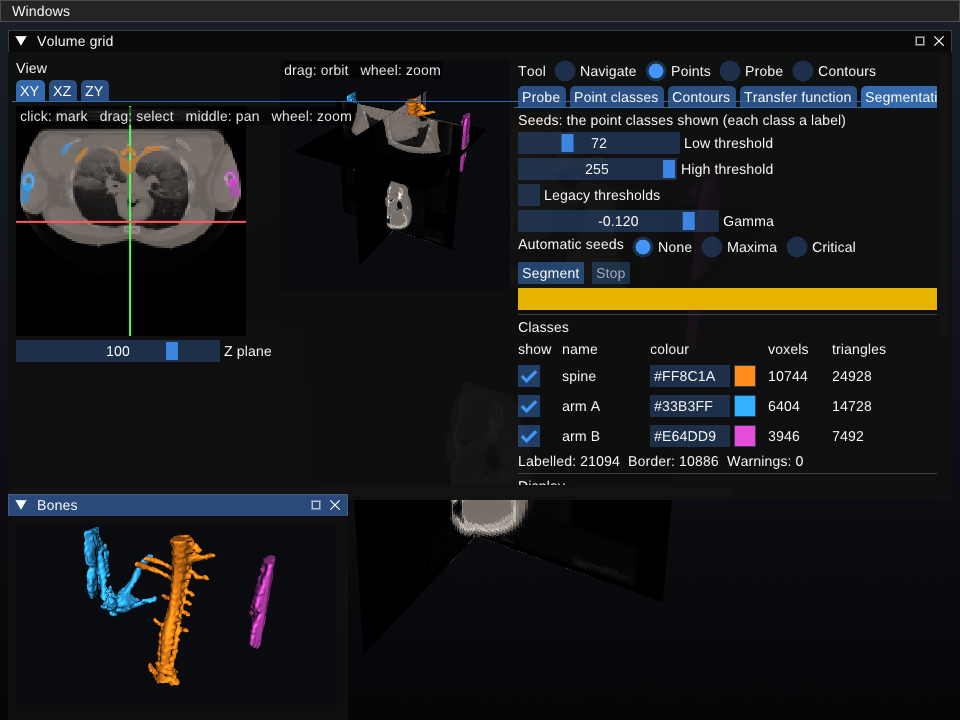 Windows
Volume grid
View
XY XZ ZY
click: mark drag: select middle: pan wheel: zoom
100 Z plane
drag: orbit wheel: zoom
Tool Navigate Points Probe Contours
Probe Point classes Contours Transfer function Segmentati
Seeds: the point classes shown (each class a label)
72 Low threshold
255 High threshold
Legacy thresholds
-0.120 Gamma
Automatic seeds None Maxima Critical
Segment Stop
Classes
show name colour voxels triangles
spine #FF8C1A 10744 24928
arm A #33B3FF 6404 14728
arm B #E64DD9 3946 7492
Labelled: 21094 Border: 10886 Warnings: 0
Display
Bones